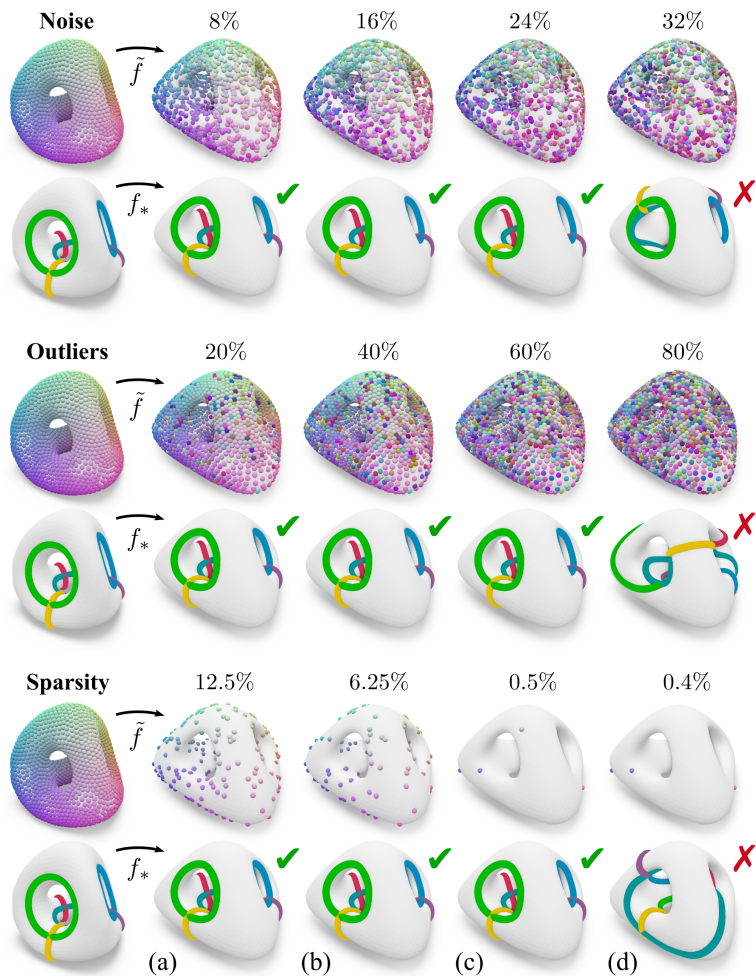 Noise 8% 16% 24% 32%
f̃
f∗ ✔ ✔ ✔ ✗
Outliers 20% 40% 60% 80%
f̃
f∗ ✔ ✔ ✔ ✗
Sparsity 12.5% 6.25% 0.5% 0.4%
f̃
f∗ ✔ ✔ ✔ ✗
(a) (b) (c) (d)